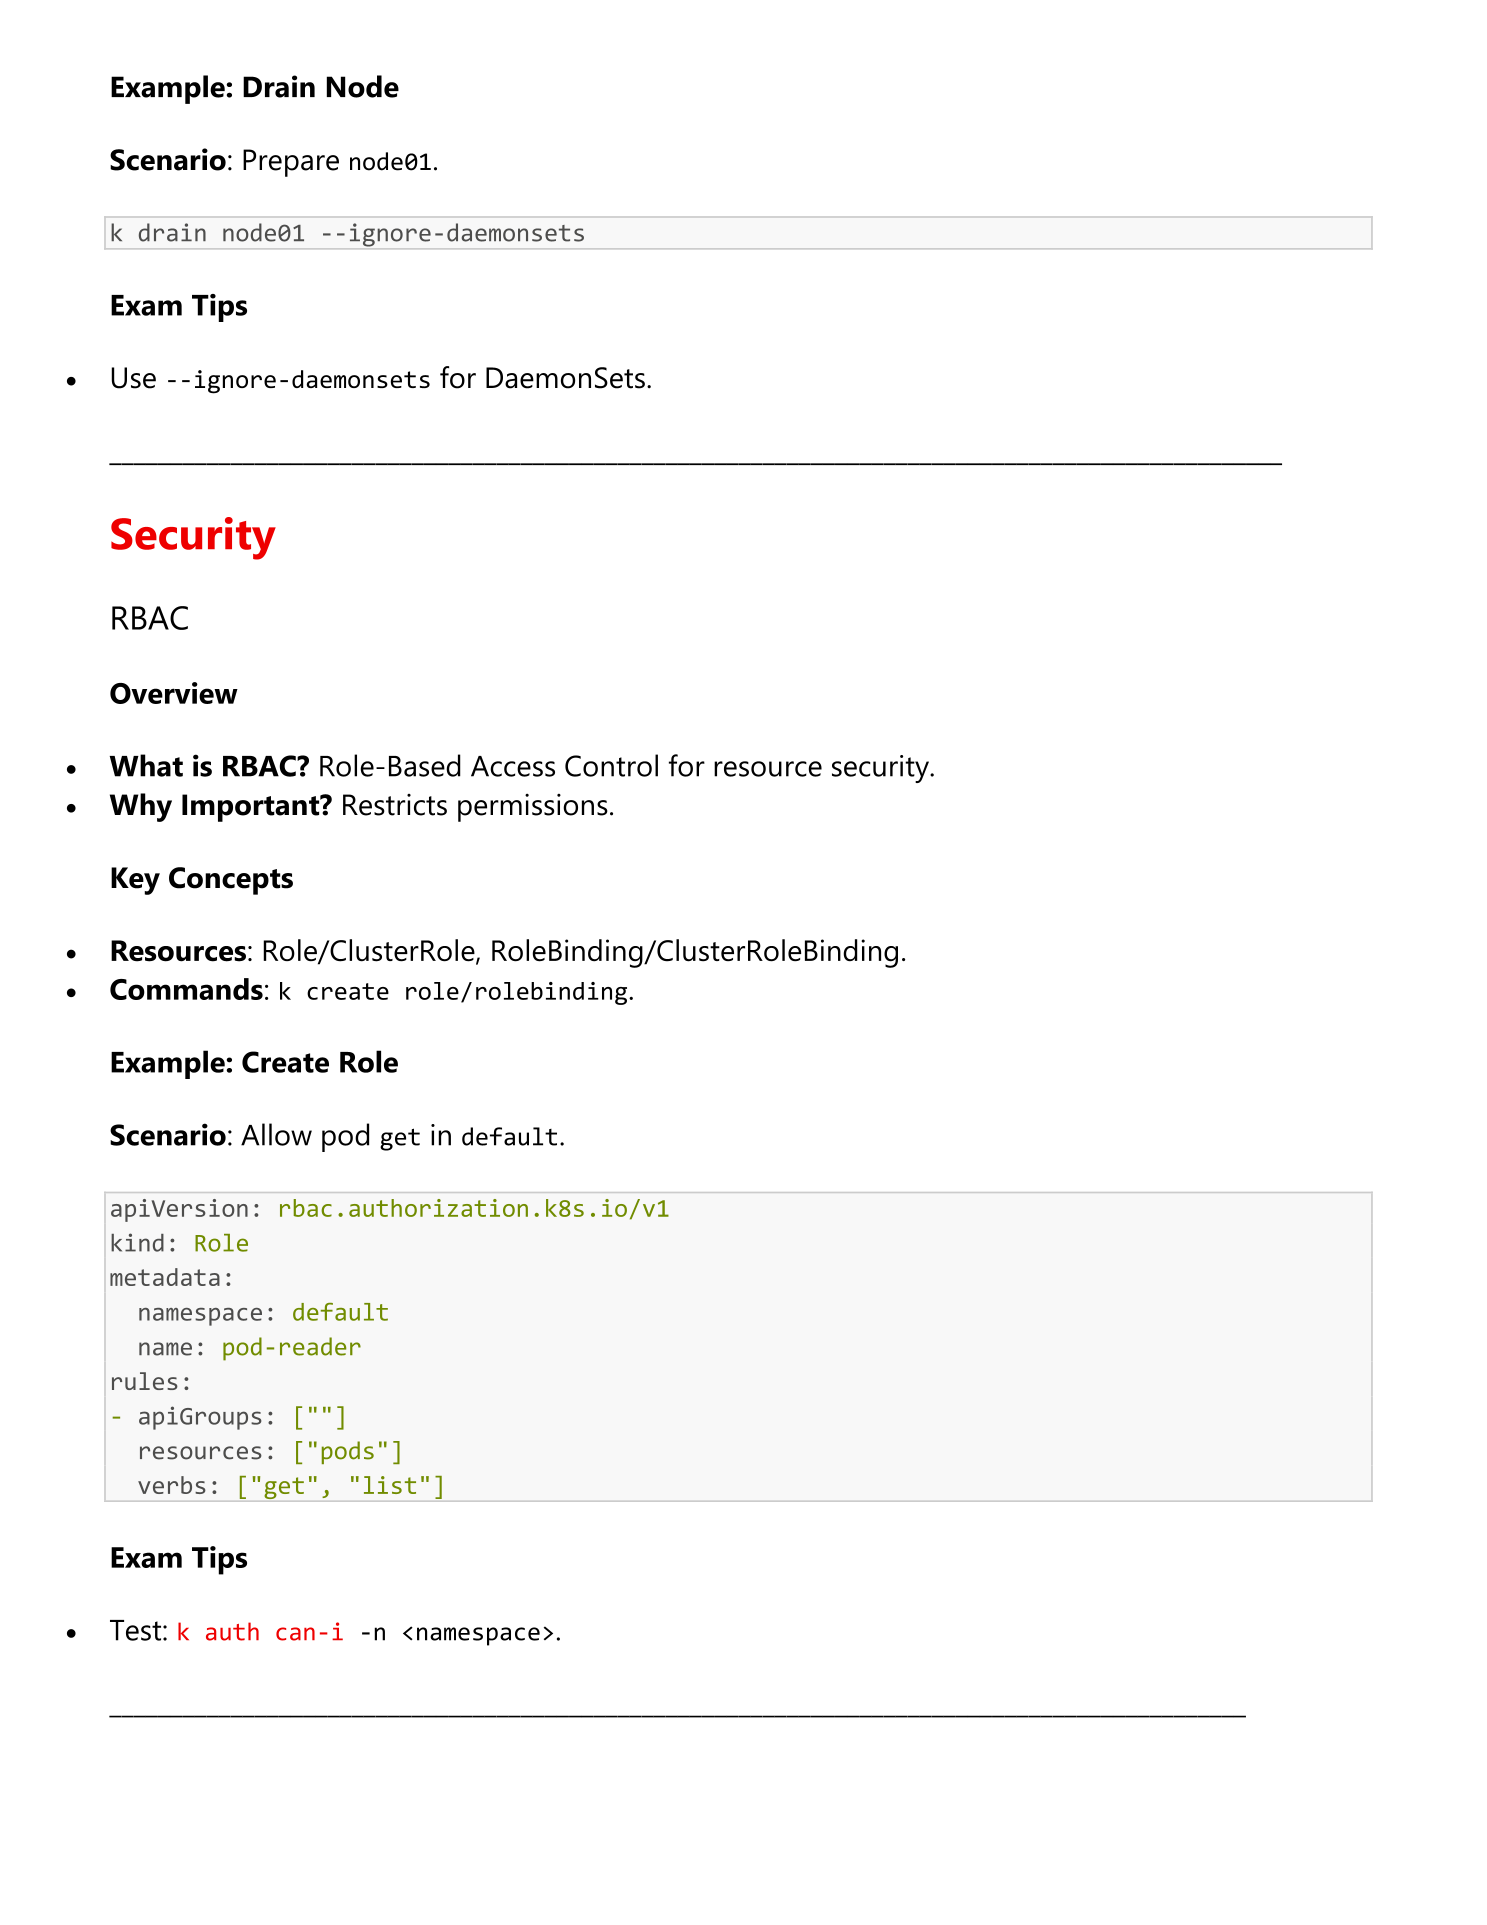 Example: Drain Node
Scenario: Prepare node01.
k drain node01 --ignore-daemonsets
Exam Tips
• Use --ignore-daemonsets for DaemonSets.
Security
RBAC
Overview
• What is RBAC? Role-Based Access Control for resource security.
• Why Important? Restricts permissions.
Key Concepts
• Resources: Role/ClusterRole, RoleBinding/ClusterRoleBinding.
• Commands: k create role/rolebinding.
Example: Create Role
Scenario: Allow pod get in default.
apiVersion: rbac.authorization.k8s.io/v1
kind: Role
metadata:
  namespace: default
  name: pod-reader
rules:
- apiGroups: [""]
  resources: ["pods"]
  verbs: ["get", "list"]
Exam Tips
• Test: k auth can-i -n <namespace>.